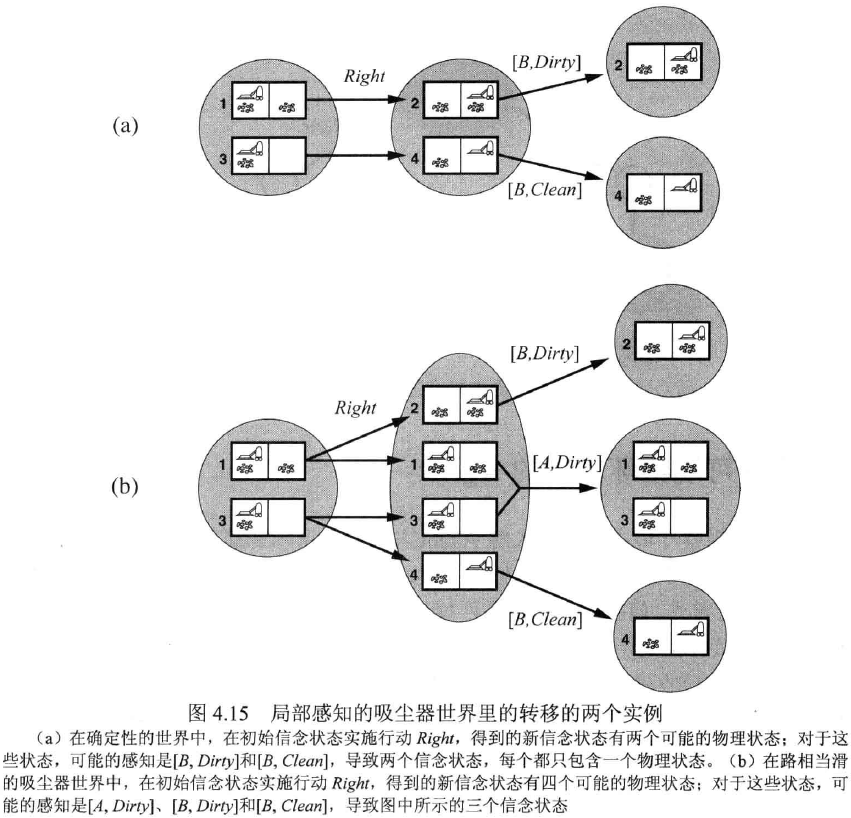 (a)
Right
[B,Dirty]
[B,Clean]
1
3
2
4
2
4
(b)
Right
[B,Dirty]
[A,Dirty]
[B,Clean]
1
3
2
1
3
4
2
1
3
4
图 4.15 局部感知的吸尘器世界里的转移的两个实例
（a）在确定性的世界中，在初始信念状态实施行动 Right，得到的新信念状态有两个可能的物理状态；对于这
些状态，可能的感知是[B, Dirty]和[B, Clean]，导致两个信念状态，每个都只包含一个物理状态。（b）在路相当滑
的吸尘器世界中，在初始信念状态实施行动 Right，得到的新信念状态有四个可能的物理状态；对于这些状态，可
能的感知是[A, Dirty]、[B, Dirty]和[B, Clean]，导致图中所示的三个信念状态